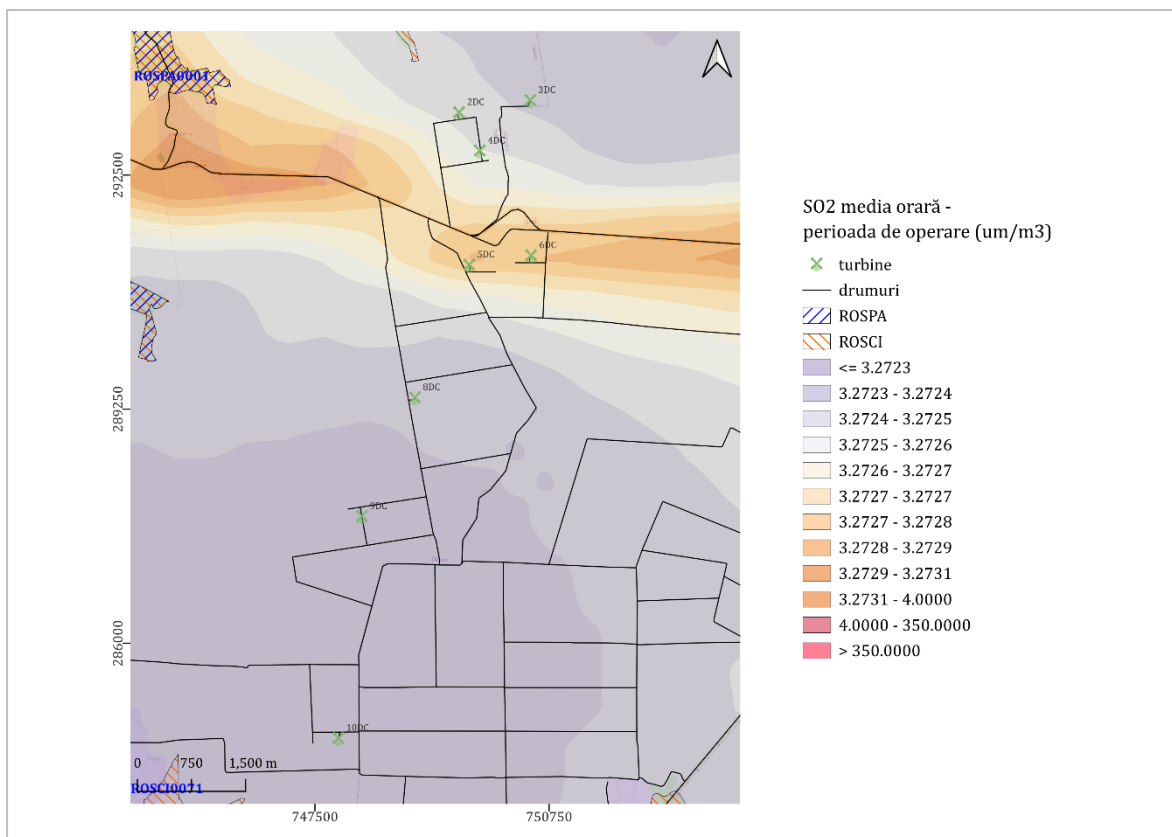 ROSPA0001
2DC
3DC
4DC
5DC
6DC
8DC
9DC
10DC
292500
289250
286000
0 750 1,500 m
ROSCI0071
747500
750750
SO2 media orară -
perioada de operare (um/m3)
turbine
drumuri
ROSPA
ROSCI
<= 3.2723
3.2723 - 3.2724
3.2724 - 3.2725
3.2725 - 3.2726
3.2726 - 3.2727
3.2727 - 3.2727
3.2727 - 3.2728
3.2728 - 3.2729
3.2729 - 3.2731
3.2731 - 4.0000
4.0000 - 350.0000
> 350.0000